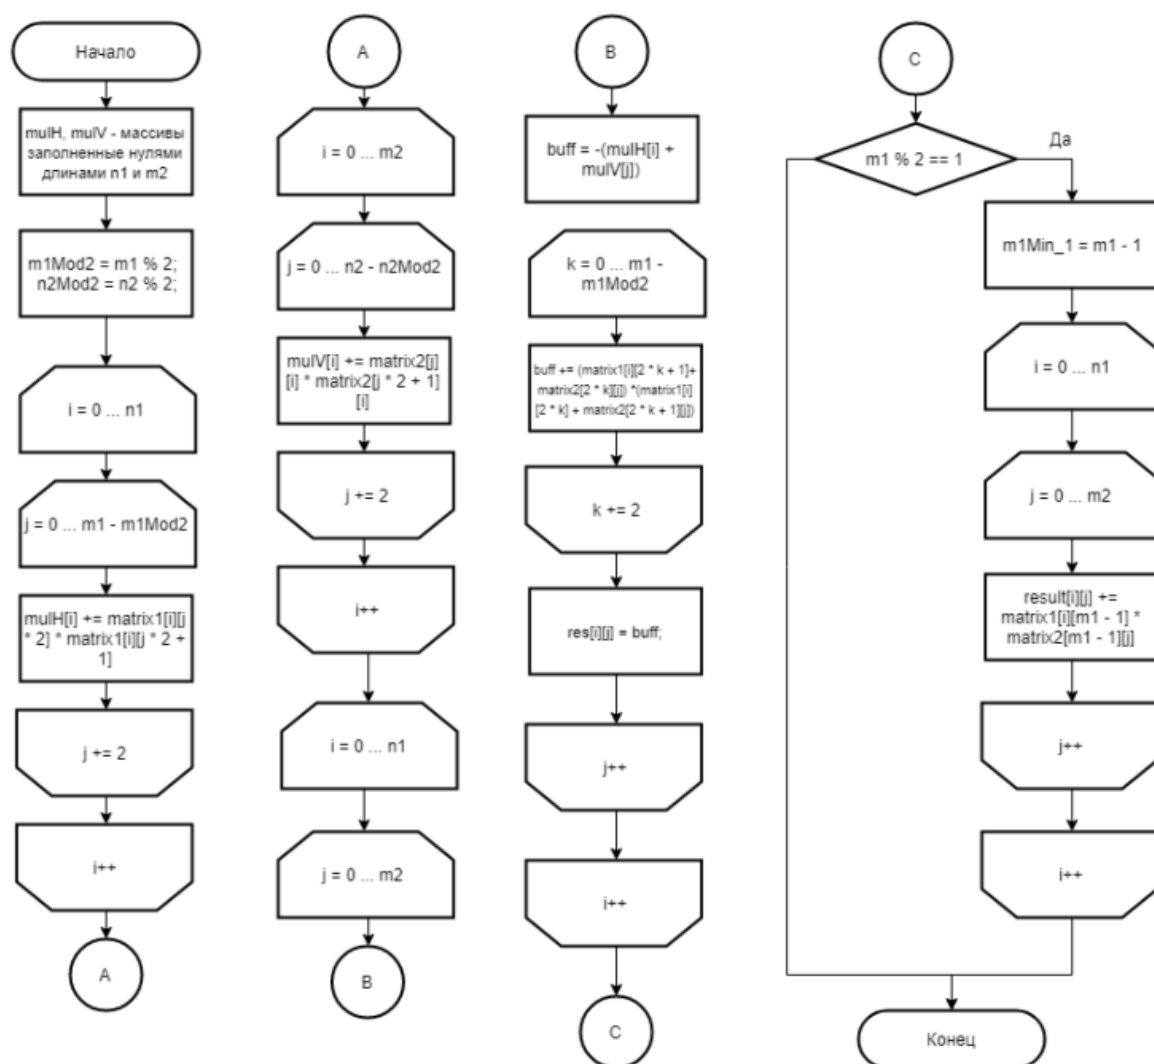 Начало
mulH, mulV - массивы
заполненные нулями
длинами n1 и m2
m1Mod2 = m1 % 2;
n2Mod2 = n2 % 2;
i = 0 ... n1
j = 0 ... m1 - m1Mod2
mulH[i] += matrix1[i][j
* 2] * matrix1[i][j * 2 +
1]
j += 2
i++
A
A
i = 0 ... m2
j = 0 ... n2 - n2Mod2
mulV[i] += matrix2[j]
[i] * matrix2[j * 2 + 1]
[i]
j += 2
i++
i = 0 ... n1
j = 0 ... m2
B
B
buff = -(mulH[i] +
mulV[j])
k = 0 ... m1 -
m1Mod2
buff += (matrix1[i][2 * k + 1]+
matrix2[2 * k][j]) *(matrix1[i]
[2 * k] + matrix2[2 * k + 1][j])
k += 2
res[i][j] = buff;
j++
i++
C
C
m1 % 2 == 1
Да
m1Min_1 = m1 - 1
i = 0 ... n1
j = 0 ... m2
result[i][j] +=
matrix1[i][m1 - 1] *
matrix2[m1 - 1][j]
j++
i++
Конец